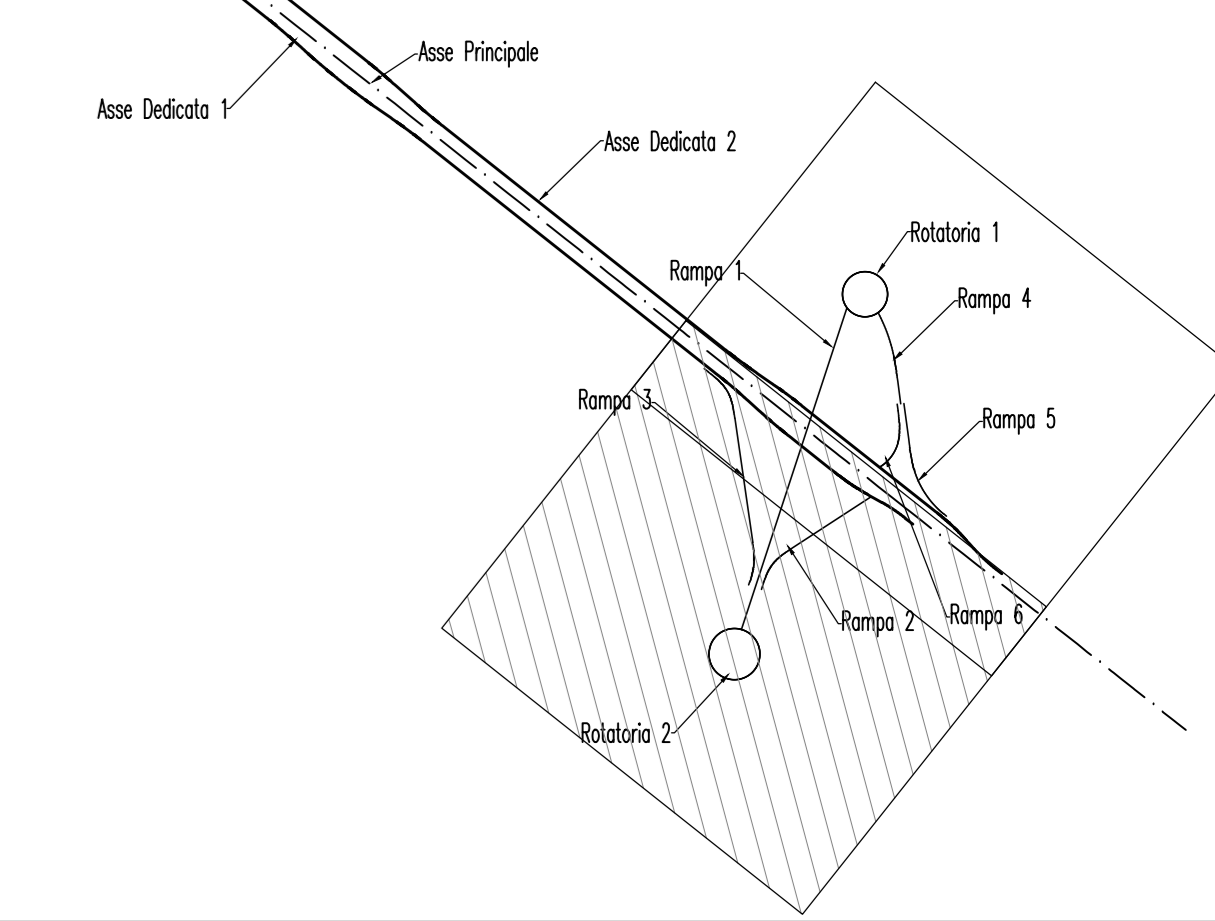 Asse Principale
Asse Dedicata 1
Asse Dedicata 2
Rotatoria 1
Rampa 1
Rampa 4
Rampa 3
Rampa 5
Rampa 6
Rampa 2
Rotatoria 2